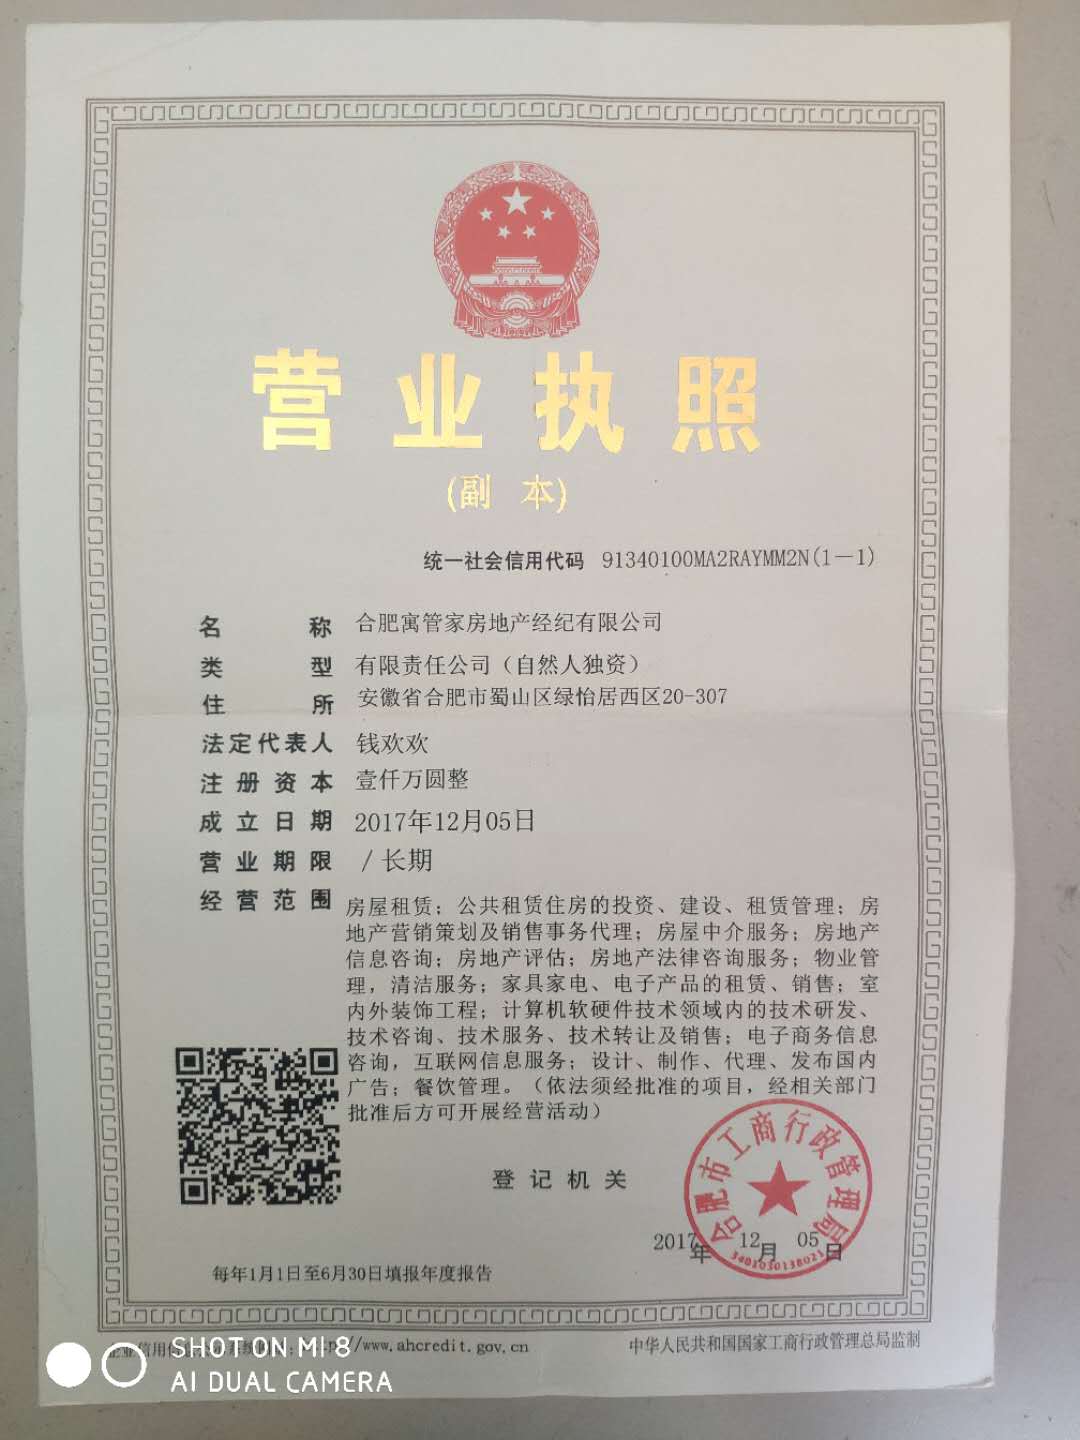 营业执照
(副 本)
统一社会信用代码 91340100MA2RAYMM2N(1-1)
名 称 合肥寓管家房地产经纪有限公司
类 型 有限责任公司（自然人独资）
住 所 安徽省合肥市蜀山区绿怡居西区20-307
法定代表人 钱欢欢
注册资本 壹仟万圆整
成立日期 2017年12月05日
营业期限 / 长期
经营范围 房屋租赁；公共租赁住房的投资、建设、租赁管理；房
地产营销策划及销售事务代理；房屋中介服务；房地产
信息咨询；房地产评估；房地产法律咨询服务；物业管
理，清洁服务；家具家电、电子产品的租赁、销售；室
内外装饰工程；计算机软硬件技术领域内的技术研发、
技术咨询、技术服务、技术转让及销售；电子商务信息
咨询，互联网信息服务；设计、制作、代理、发布国内
广告；餐饮管理。（依法须经批准的项目，经相关部门
批准后方可开展经营活动）
登记机关
合肥市工商行政管理局
3401030138021
2017年 12月 05日
每年1月1日至6月30日填报年度报告
www.ahcredit.gov.cn
中华人民共和国国家工商行政管理总局监制
SHOT ON MI 8
AI DUAL CAMERA